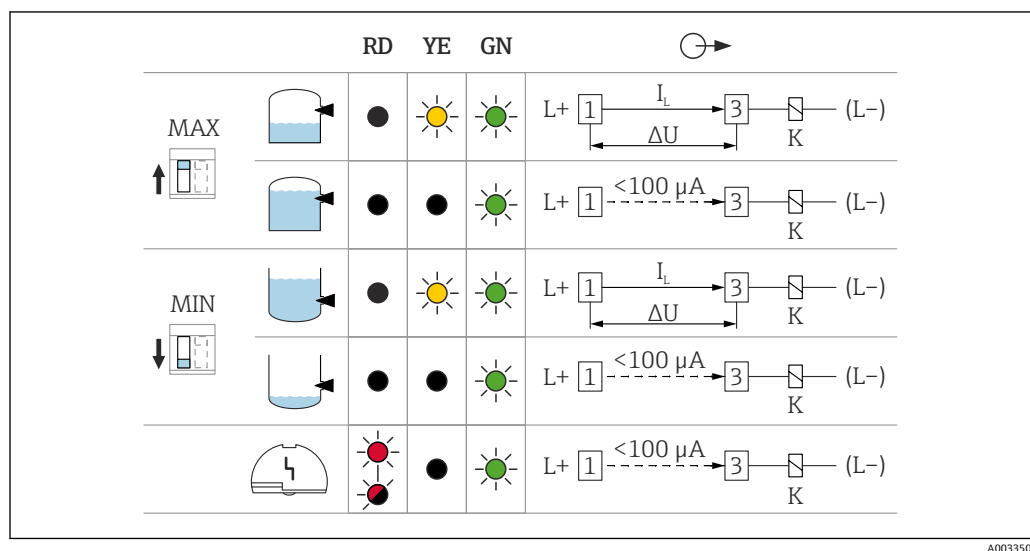 RD YE GN
MAX
L+ 1 I_L 3 (L−)
ΔU K
L+ 1 <100 µA 3 (L−)
K
MIN
L+ 1 I_L 3 (L−)
ΔU K
L+ 1 <100 µA 3 (L−)
K
L+ 1 <100 µA 3 (L−)
K